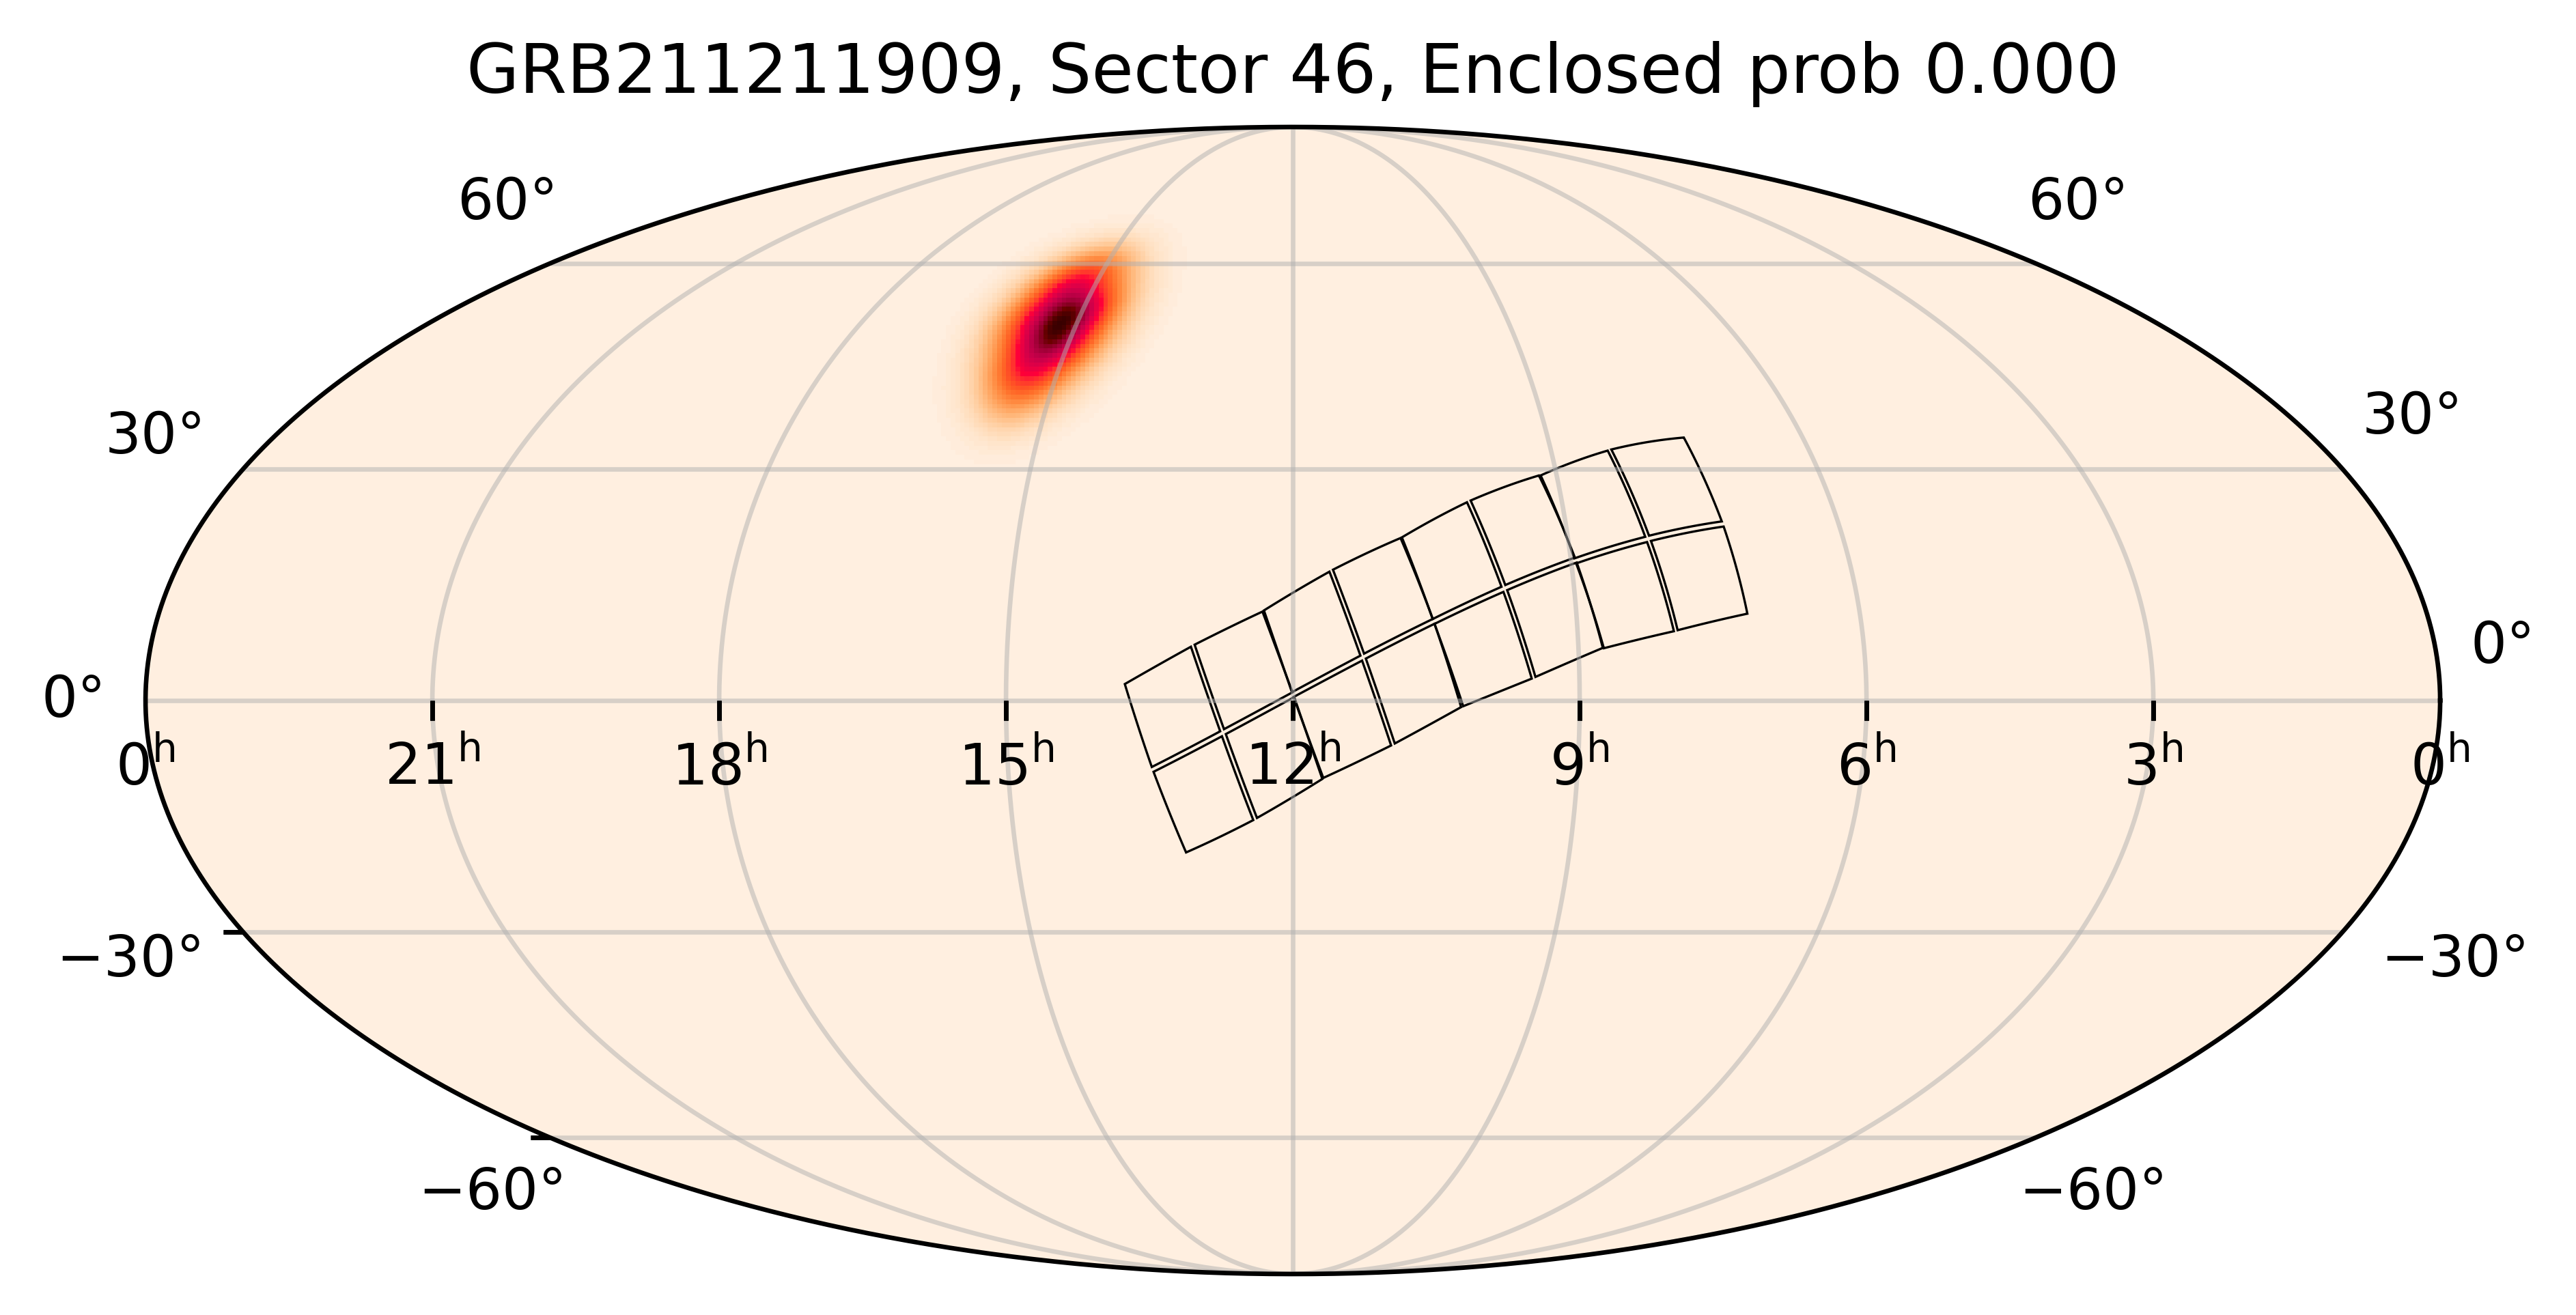 GRB211211909, Sector 46, Enclosed prob 0.000
60° 60°
30° 30°
0° 0°
0h 21h 18h 15h 12h 9h 6h 3h 0h
−30° −30°
−60° −60°